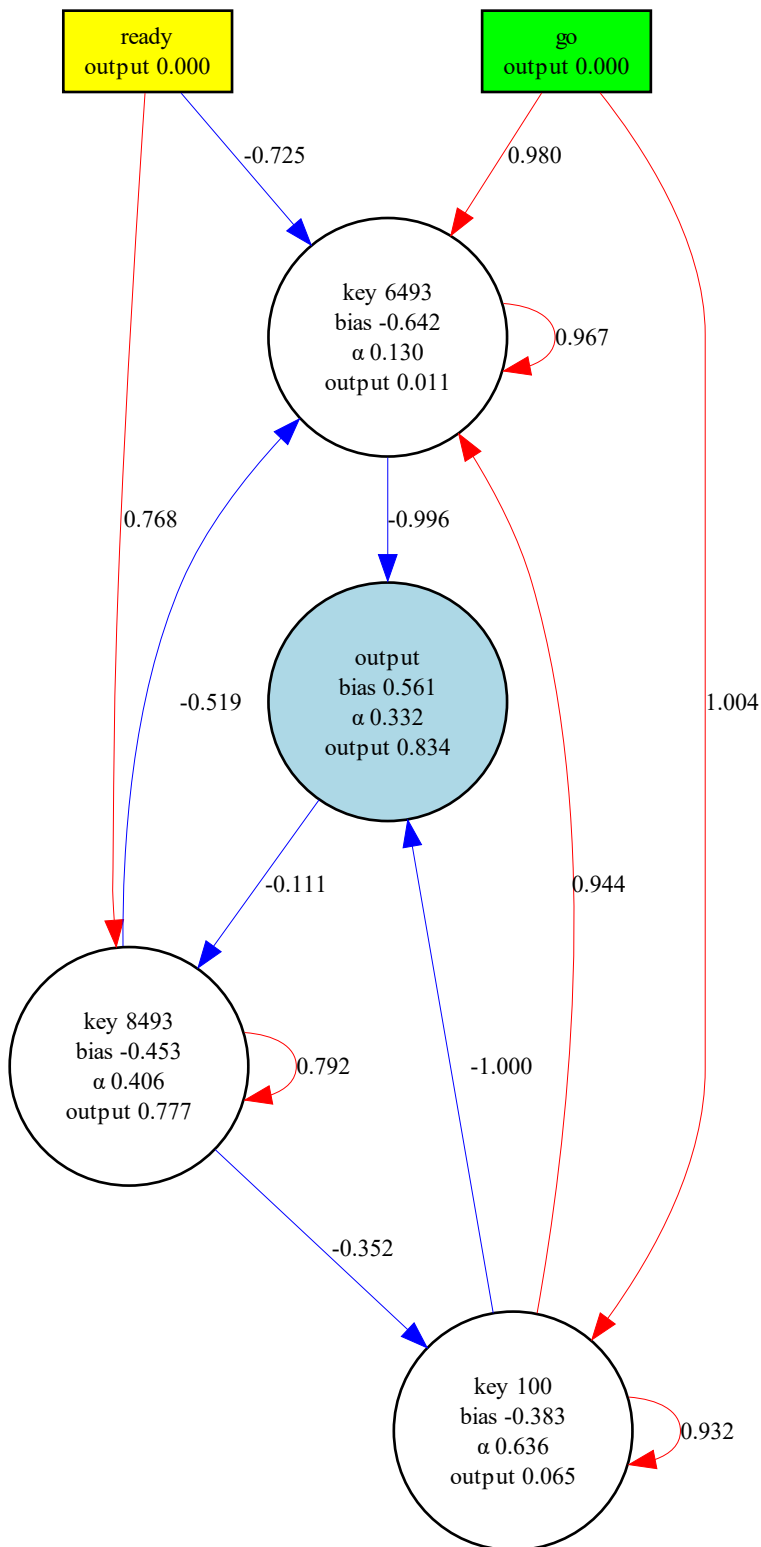 ready
output 0.000
go
output 0.000
-0.725
0.980
key 6493
bias -0.642
α 0.130
output 0.011
0.967
0.768
-0.996
-0.519
output
bias 0.561
α 0.332
output 0.834
1.004
-0.111
0.944
key 8493
bias -0.453
α 0.406
output 0.777
0.792
-1.000
-0.352
key 100
bias -0.383
α 0.636
output 0.065
0.932